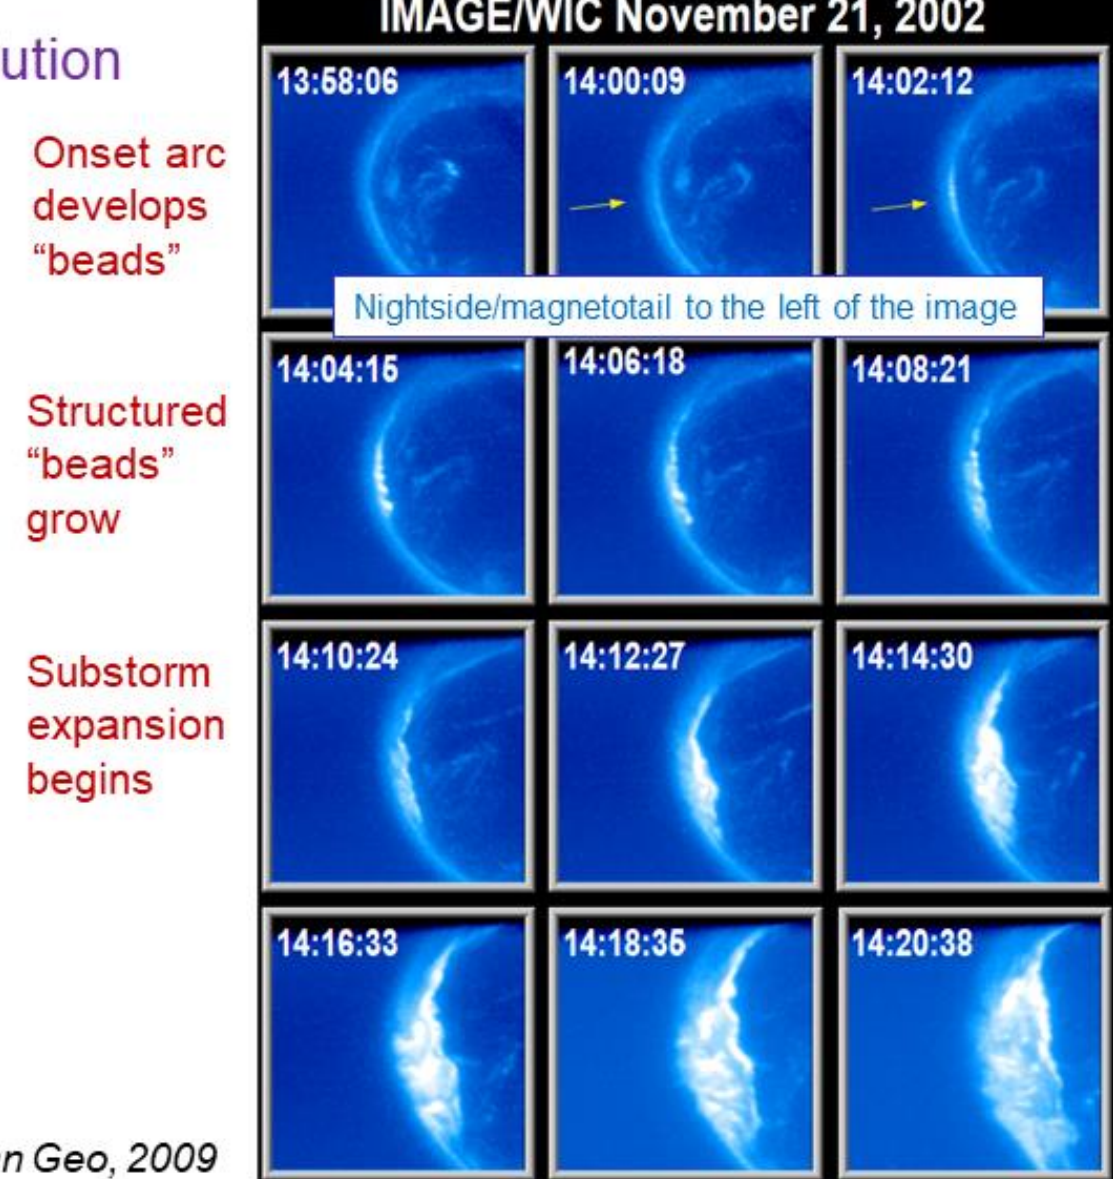 IMAGE/WIC November 21, 2002
ution
13:58:06
14:00:09
14:02:12
Onset arc
develops
“beads”
Nightside/magnetotail to the left of the image
14:04:15
14:06:18
14:08:21
Structured
“beads”
grow
14:10:24
14:12:27
14:14:30
Substorm
expansion
begins
14:16:33
14:18:35
14:20:38
n Geo, 2009